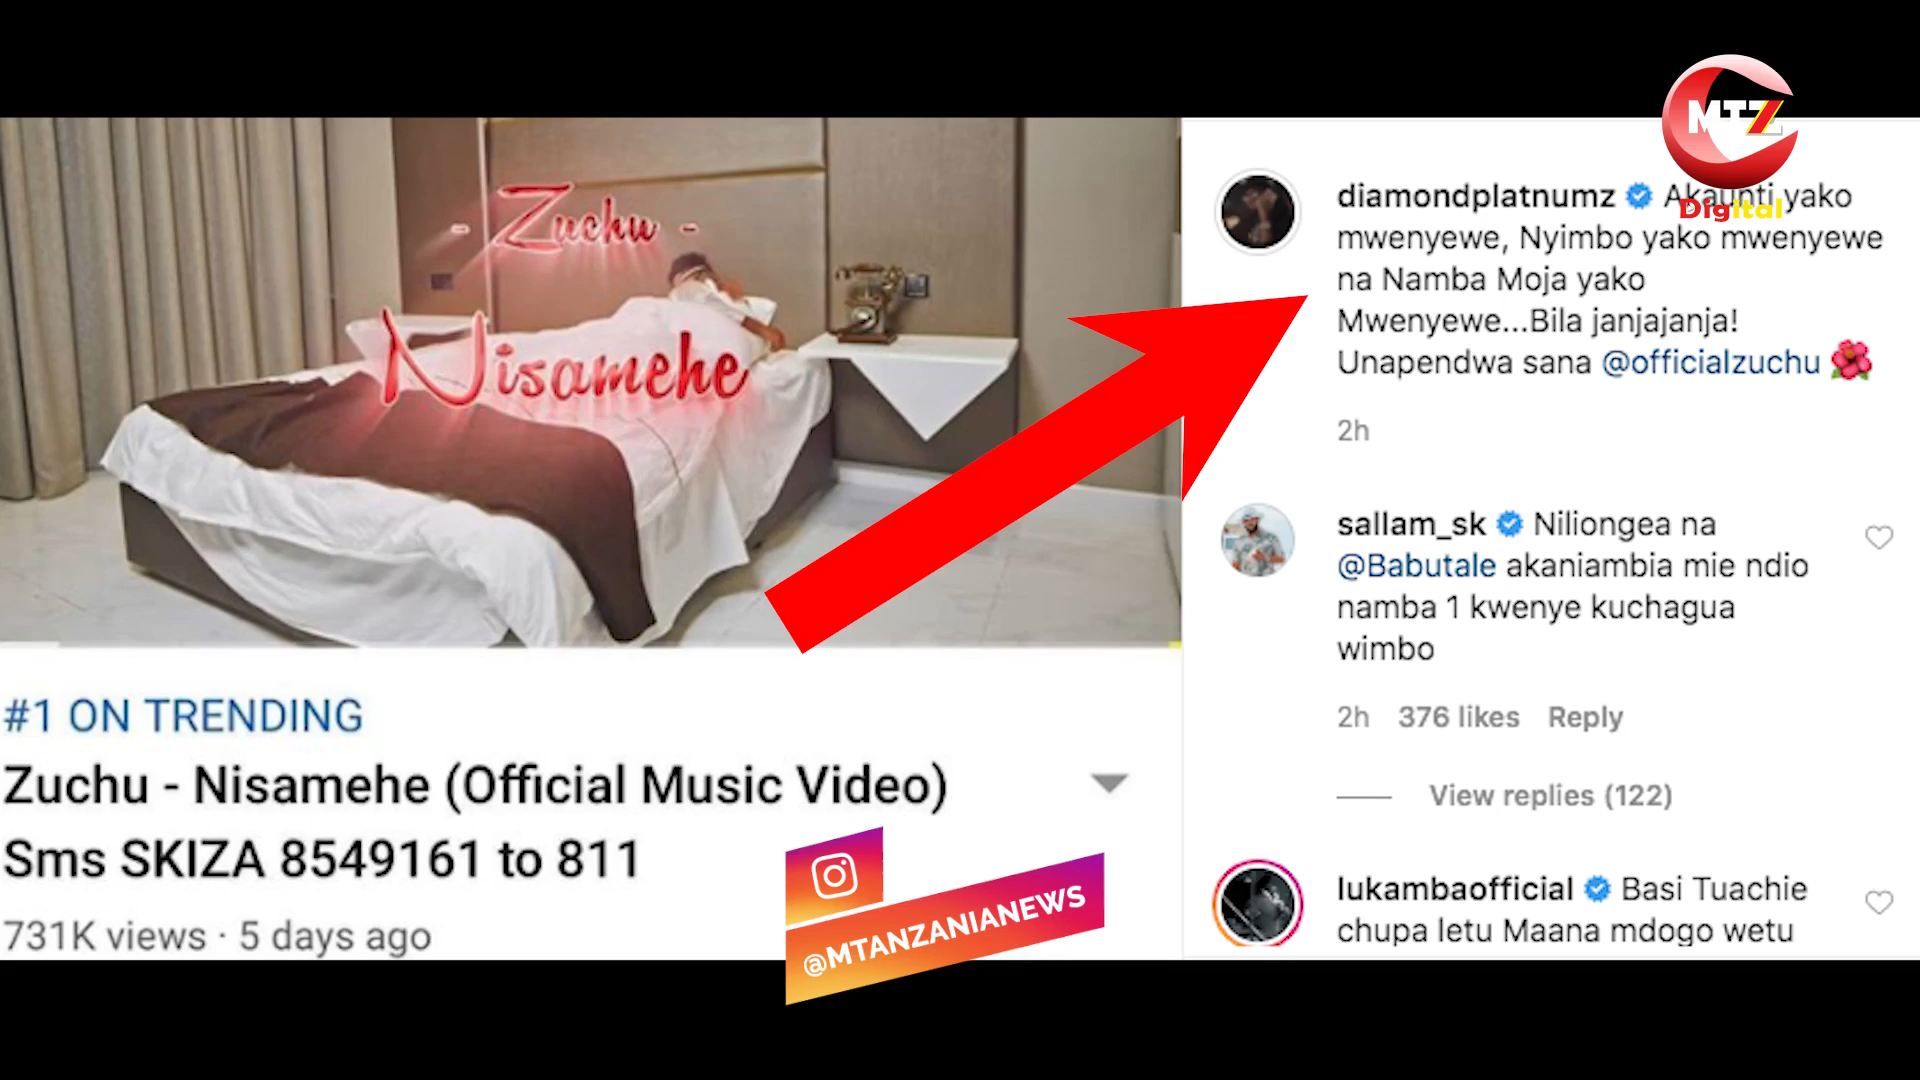 MTZ
Digital
- Zuchu -
Nisamehe
#1 ON TRENDING
Zuchu - Nisamehe (Official Music Video)
Sms SKIZA 8549161 to 811
731K views · 5 days ago
@MTANZANIANEWS
diamondplatnumz Akaunti yako
mwenyewe, Nyimbo yako mwenyewe
na Namba Moja yako
Mwenyewe...Bila janjajanja!
Unapendwa sana @officialzuchu 🌺
2h
sallam_sk Niliongea na
@Babutale akaniambia mie ndio
namba 1 kwenye kuchagua
wimbo
2h 376 likes Reply
View replies (122)
lukambaofficial Basi Tuachie
chupa letu Maana mdogo wetu